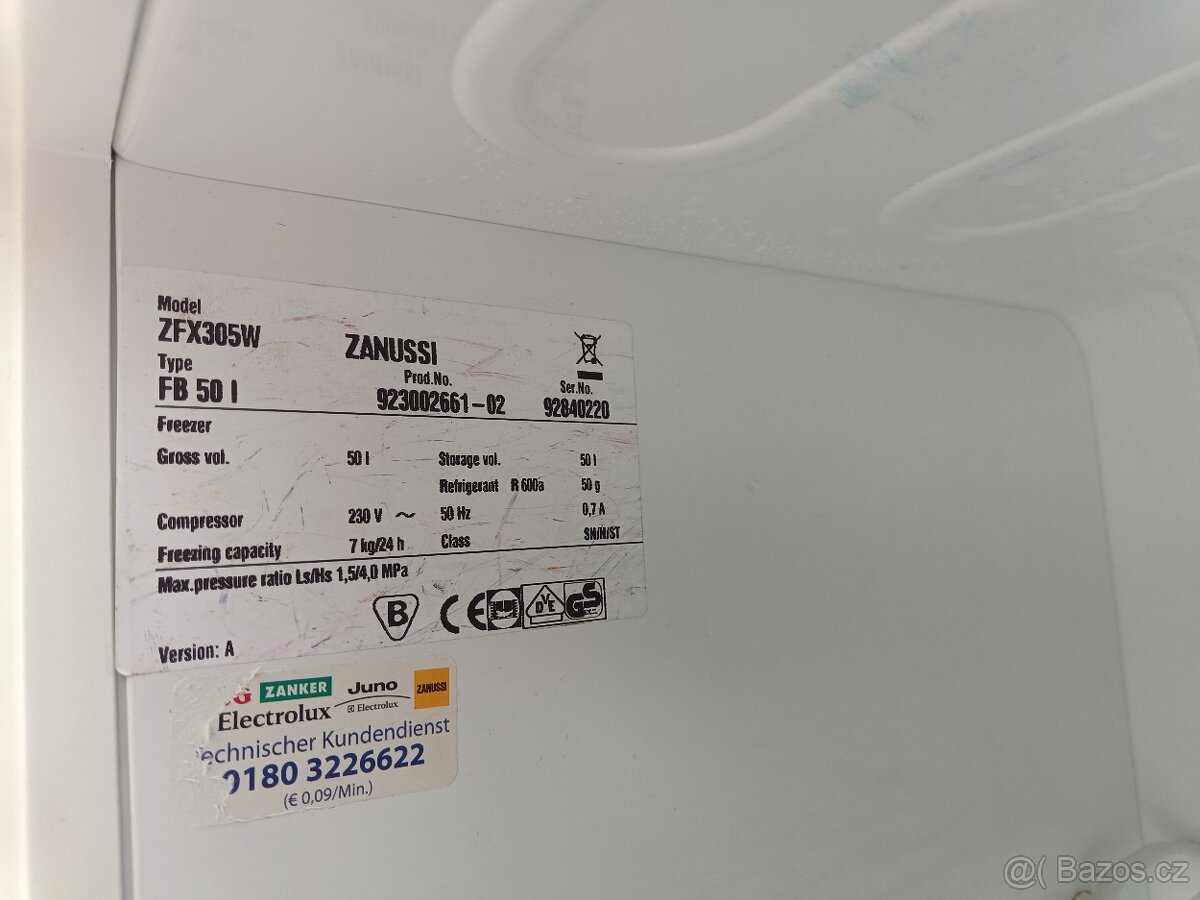 Model
ZFX305W
Type
FB 50 I
ZANUSSI
Prod.No.
923002661-02
Ser.No.
92840220
Freezer
Gross vol. 50 l Storage vol. 50 l
Refrigerant R 600a 50 g
Compressor 230 V ~ 50 Hz 0,7 A
Freezing capacity 7 kg/24 h Class SN/N/ST
Max.pressure ratio Ls/Hs 1,5/4,0 MPa
B CE DVE GS
Version: A
G ZANKER Juno ZANUSSI
Electrolux Electrolux
echnischer Kundendienst
0180 3226622
(€ 0,09/Min.)
@( Bazos.cz